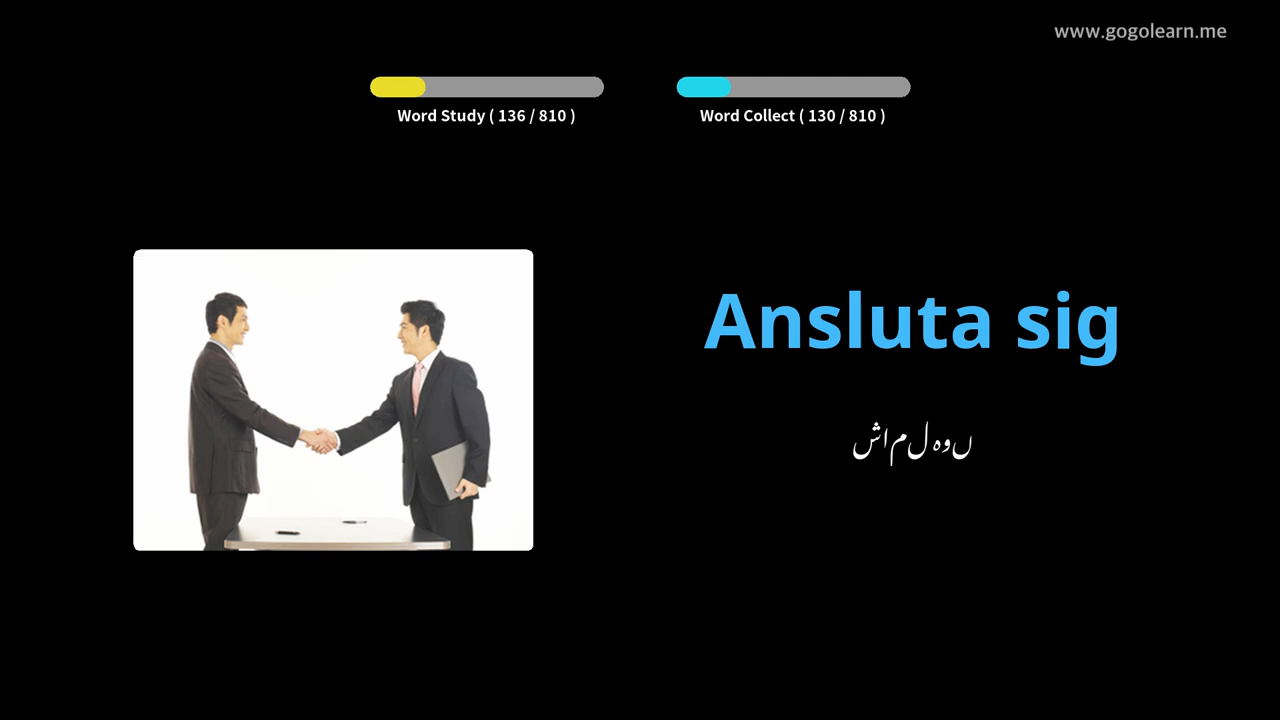 www.gogolearn.me
Word Study ( 136 / 810 )
Word Collect ( 130 / 810 )
Ansluta sig
شامل ہوں